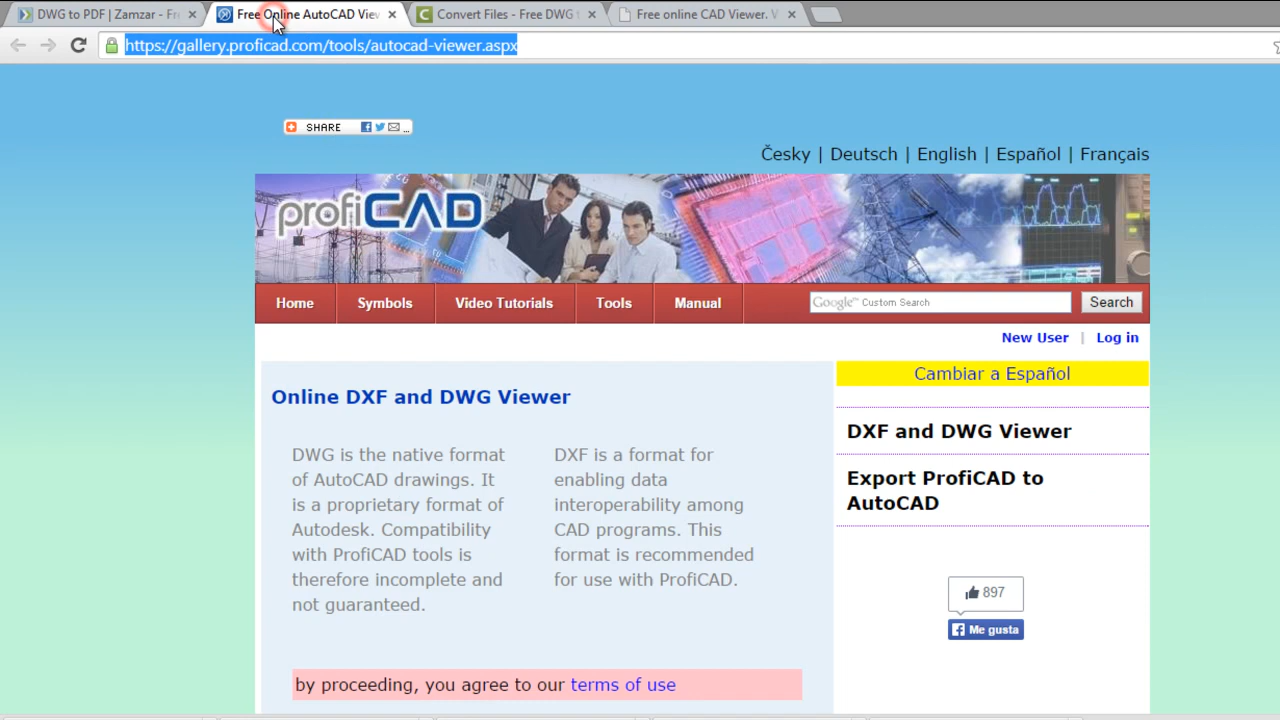 DWG to PDF | Zamzar - Fr
Free Online AutoCAD View
Convert Files - Free DWG t
Free online CAD Viewer. V
https://gallery.proficad.com/tools/autocad-viewer.aspx
SHARE
...
Česky | Deutsch | English | Español | Français
profiCAD
Home
Symbols
Video Tutorials
Tools
Manual
Google™ Custom Search
Search
New User | Log in
Online DXF and DWG Viewer
DWG is the native format
of AutoCAD drawings. It
is a proprietary format of
Autodesk. Compatibility
with ProfiCAD tools is
therefore incomplete and
not guaranteed.
DXF is a format for
enabling data
interoperability among
CAD programs. This
format is recommended
for use with ProfiCAD.
by proceeding, you agree to our terms of use
Cambiar a Español
DXF and DWG Viewer
Export ProfiCAD to
AutoCAD
897
Me gusta